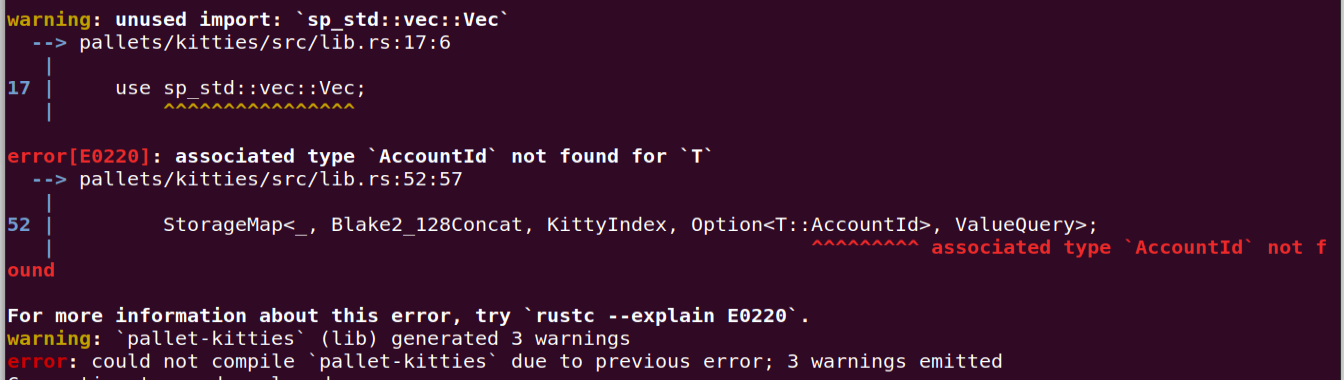 warning: unused import: `sp_std::vec::Vec`
  --> pallets/kitties/src/lib.rs:17:6
   |
17 |     use sp_std::vec::Vec;
   |         ^^^^^^^^^^^^^^^^
error[E0220]: associated type `AccountId` not found for `T`
  --> pallets/kitties/src/lib.rs:52:57
   |
52 |         StorageMap<_, Blake2_128Concat, KittyIndex, Option<T::AccountId>, ValueQuery>;
   |                                                               ^^^^^^^^^ associated type `AccountId` not f
ound
For more information about this error, try `rustc --explain E0220`.
warning: `pallet-kitties` (lib) generated 3 warnings
error: could not compile `pallet-kitties` due to previous error; 3 warnings emitted